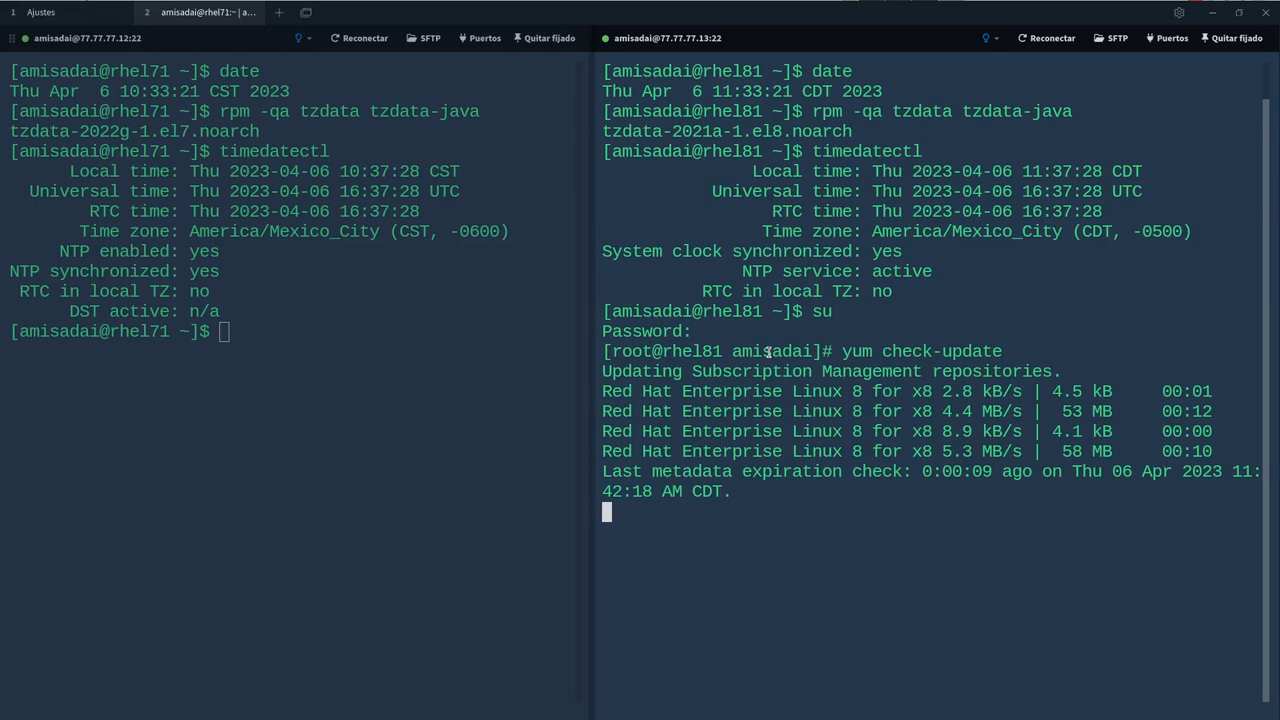 1 Ajustes
2 amisadai@rhel71:~ | a...
amisadai@77.77.77.12:22
Reconectar
SFTP
Puertos
Quitar fijado
[amisadai@rhel71 ~]$ date
Thu Apr  6 10:33:21 CST 2023
[amisadai@rhel71 ~]$ rpm -qa tzdata tzdata-java
tzdata-2022g-1.el7.noarch
[amisadai@rhel71 ~]$ timedatectl
      Local time: Thu 2023-04-06 10:37:28 CST
  Universal time: Thu 2023-04-06 16:37:28 UTC
        RTC time: Thu 2023-04-06 16:37:28
       Time zone: America/Mexico_City (CST, -0600)
     NTP enabled: yes
NTP synchronized: yes
 RTC in local TZ: no
      DST active: n/a
[amisadai@rhel71 ~]$
amisadai@77.77.77.13:22
Reconectar
SFTP
Puertos
Quitar fijado
[amisadai@rhel81 ~]$ date
Thu Apr  6 11:33:21 CDT 2023
[amisadai@rhel81 ~]$ rpm -qa tzdata tzdata-java
tzdata-2021a-1.el8.noarch
[amisadai@rhel81 ~]$ timedatectl
               Local time: Thu 2023-04-06 11:37:28 CDT
           Universal time: Thu 2023-04-06 16:37:28 UTC
                 RTC time: Thu 2023-04-06 16:37:28
                Time zone: America/Mexico_City (CDT, -0500)
System clock synchronized: yes
              NTP service: active
          RTC in local TZ: no
[amisadai@rhel81 ~]$ su
Password:
[root@rhel81 amisadai]# yum check-update
Updating Subscription Management repositories.
Red Hat Enterprise Linux 8 for x8 2.8 kB/s | 4.5 kB     00:01
Red Hat Enterprise Linux 8 for x8 4.4 MB/s |  53 MB     00:12
Red Hat Enterprise Linux 8 for x8 8.9 kB/s | 4.1 kB     00:00
Red Hat Enterprise Linux 8 for x8 5.3 MB/s |  58 MB     00:10
Last metadata expiration check: 0:00:09 ago on Thu 06 Apr 2023 11:
42:18 AM CDT.